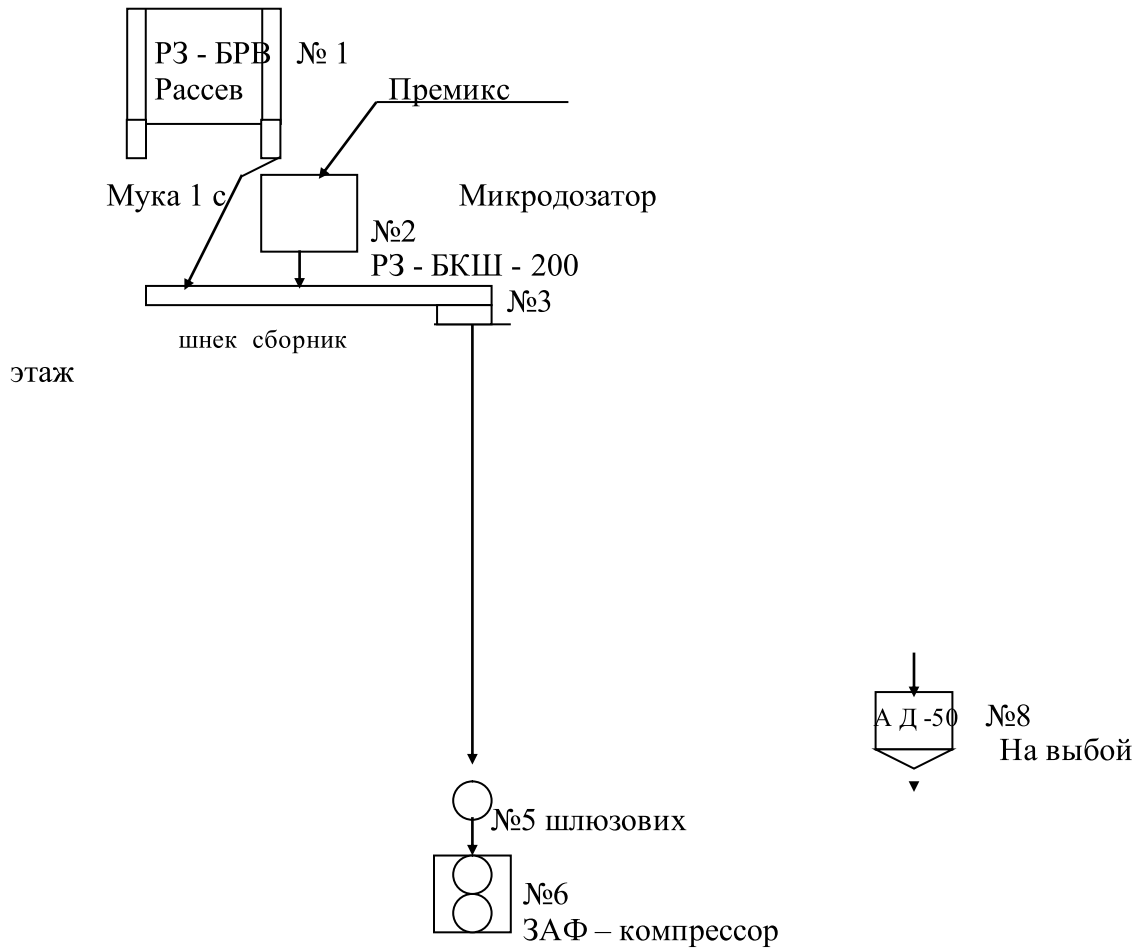 РЗ - БРВ № 1
Рассев
Премикс
Мука 1 с
Микродозатор
№2
РЗ - БКШ - 200
№3
шнек сборник
этаж
А Д -50 №8
На выбой
№5 шлюзових
№6
ЗАФ – компрессор